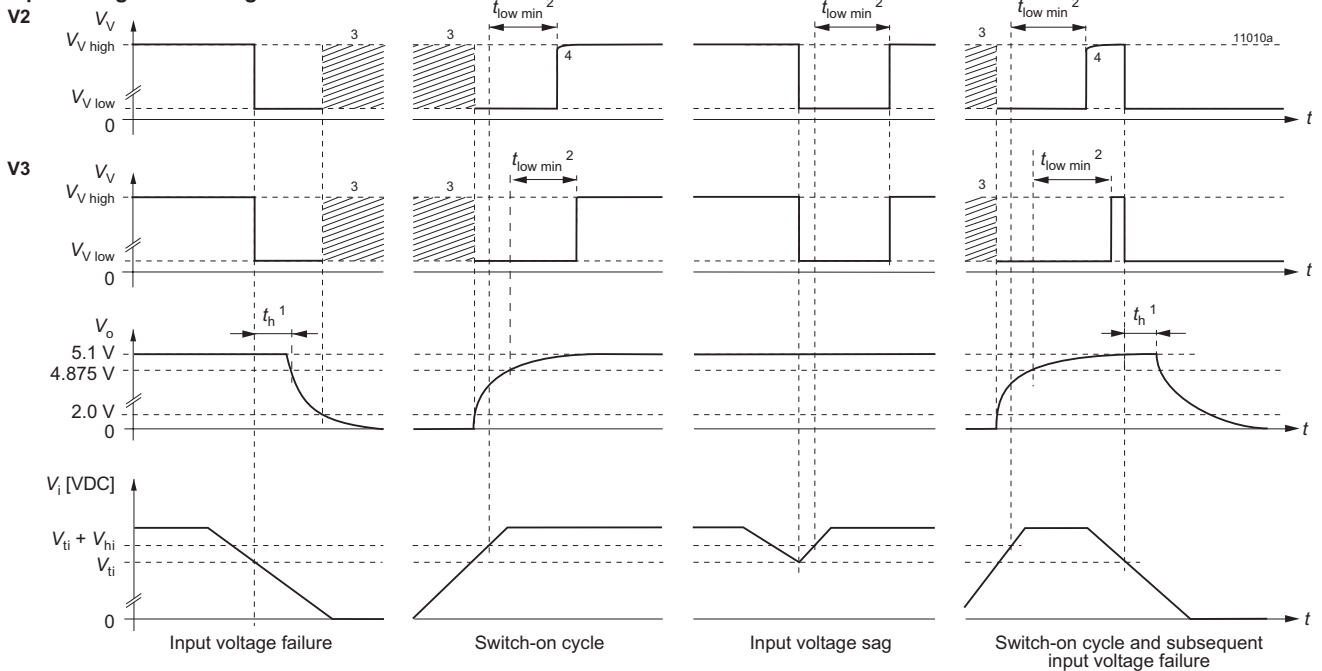 V2
V_V
V_V high
V_V low
0
3
3
t_low min 2
4
t_low min 2
3
t_low min 2
4
11010a
t
V3
V_V
V_V high
V_V low
0
3
3
t_low min 2
3
t_low min 2
t
V_o
5.1 V
4.875 V
2.0 V
0
t_h 1
t_h 1
t
V_i [VDC]
V_ti + V_hi
V_ti
0
t
Input voltage failure
Switch-on cycle
Input voltage sag
Switch-on cycle and subsequent
input voltage failure